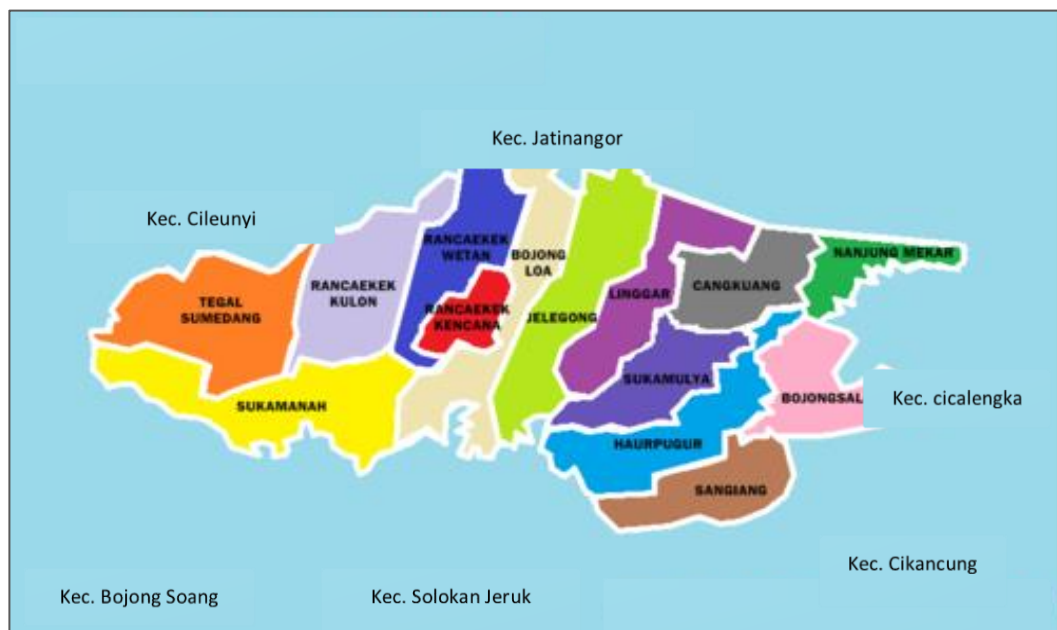 Kec. Jatinangor
Kec. Cileunyi
RANCAEKEK
WETAN
BOJONG
LOA
NANJUNG MEKAR
TEGAL
SUMEDANG
RANCAEKEK
KULON
RANCAEKEK
KENCANA
JELEGONG
LINGGAR
CANGKUANG
SUKAMANAH
SUKAMULYA
BOJONGSAL
Kec. cicalengka
HAURPUGUR
SANGIANG
Kec. Cikancung
Kec. Bojong Soang
Kec. Solokan Jeruk